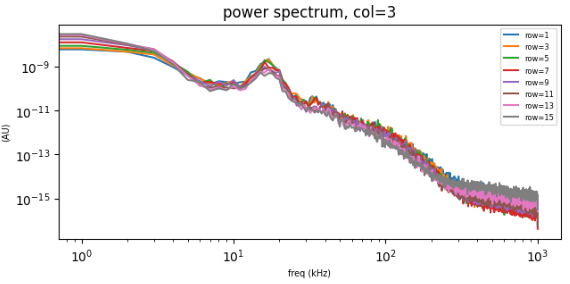 power spectrum, col=3
(AU)
10⁻⁹
10⁻¹¹
10⁻¹³
10⁻¹⁵
row=1
row=3
row=5
row=7
row=9
row=11
row=13
row=15
10⁰ 10¹ 10² 10³
freq (kHz)